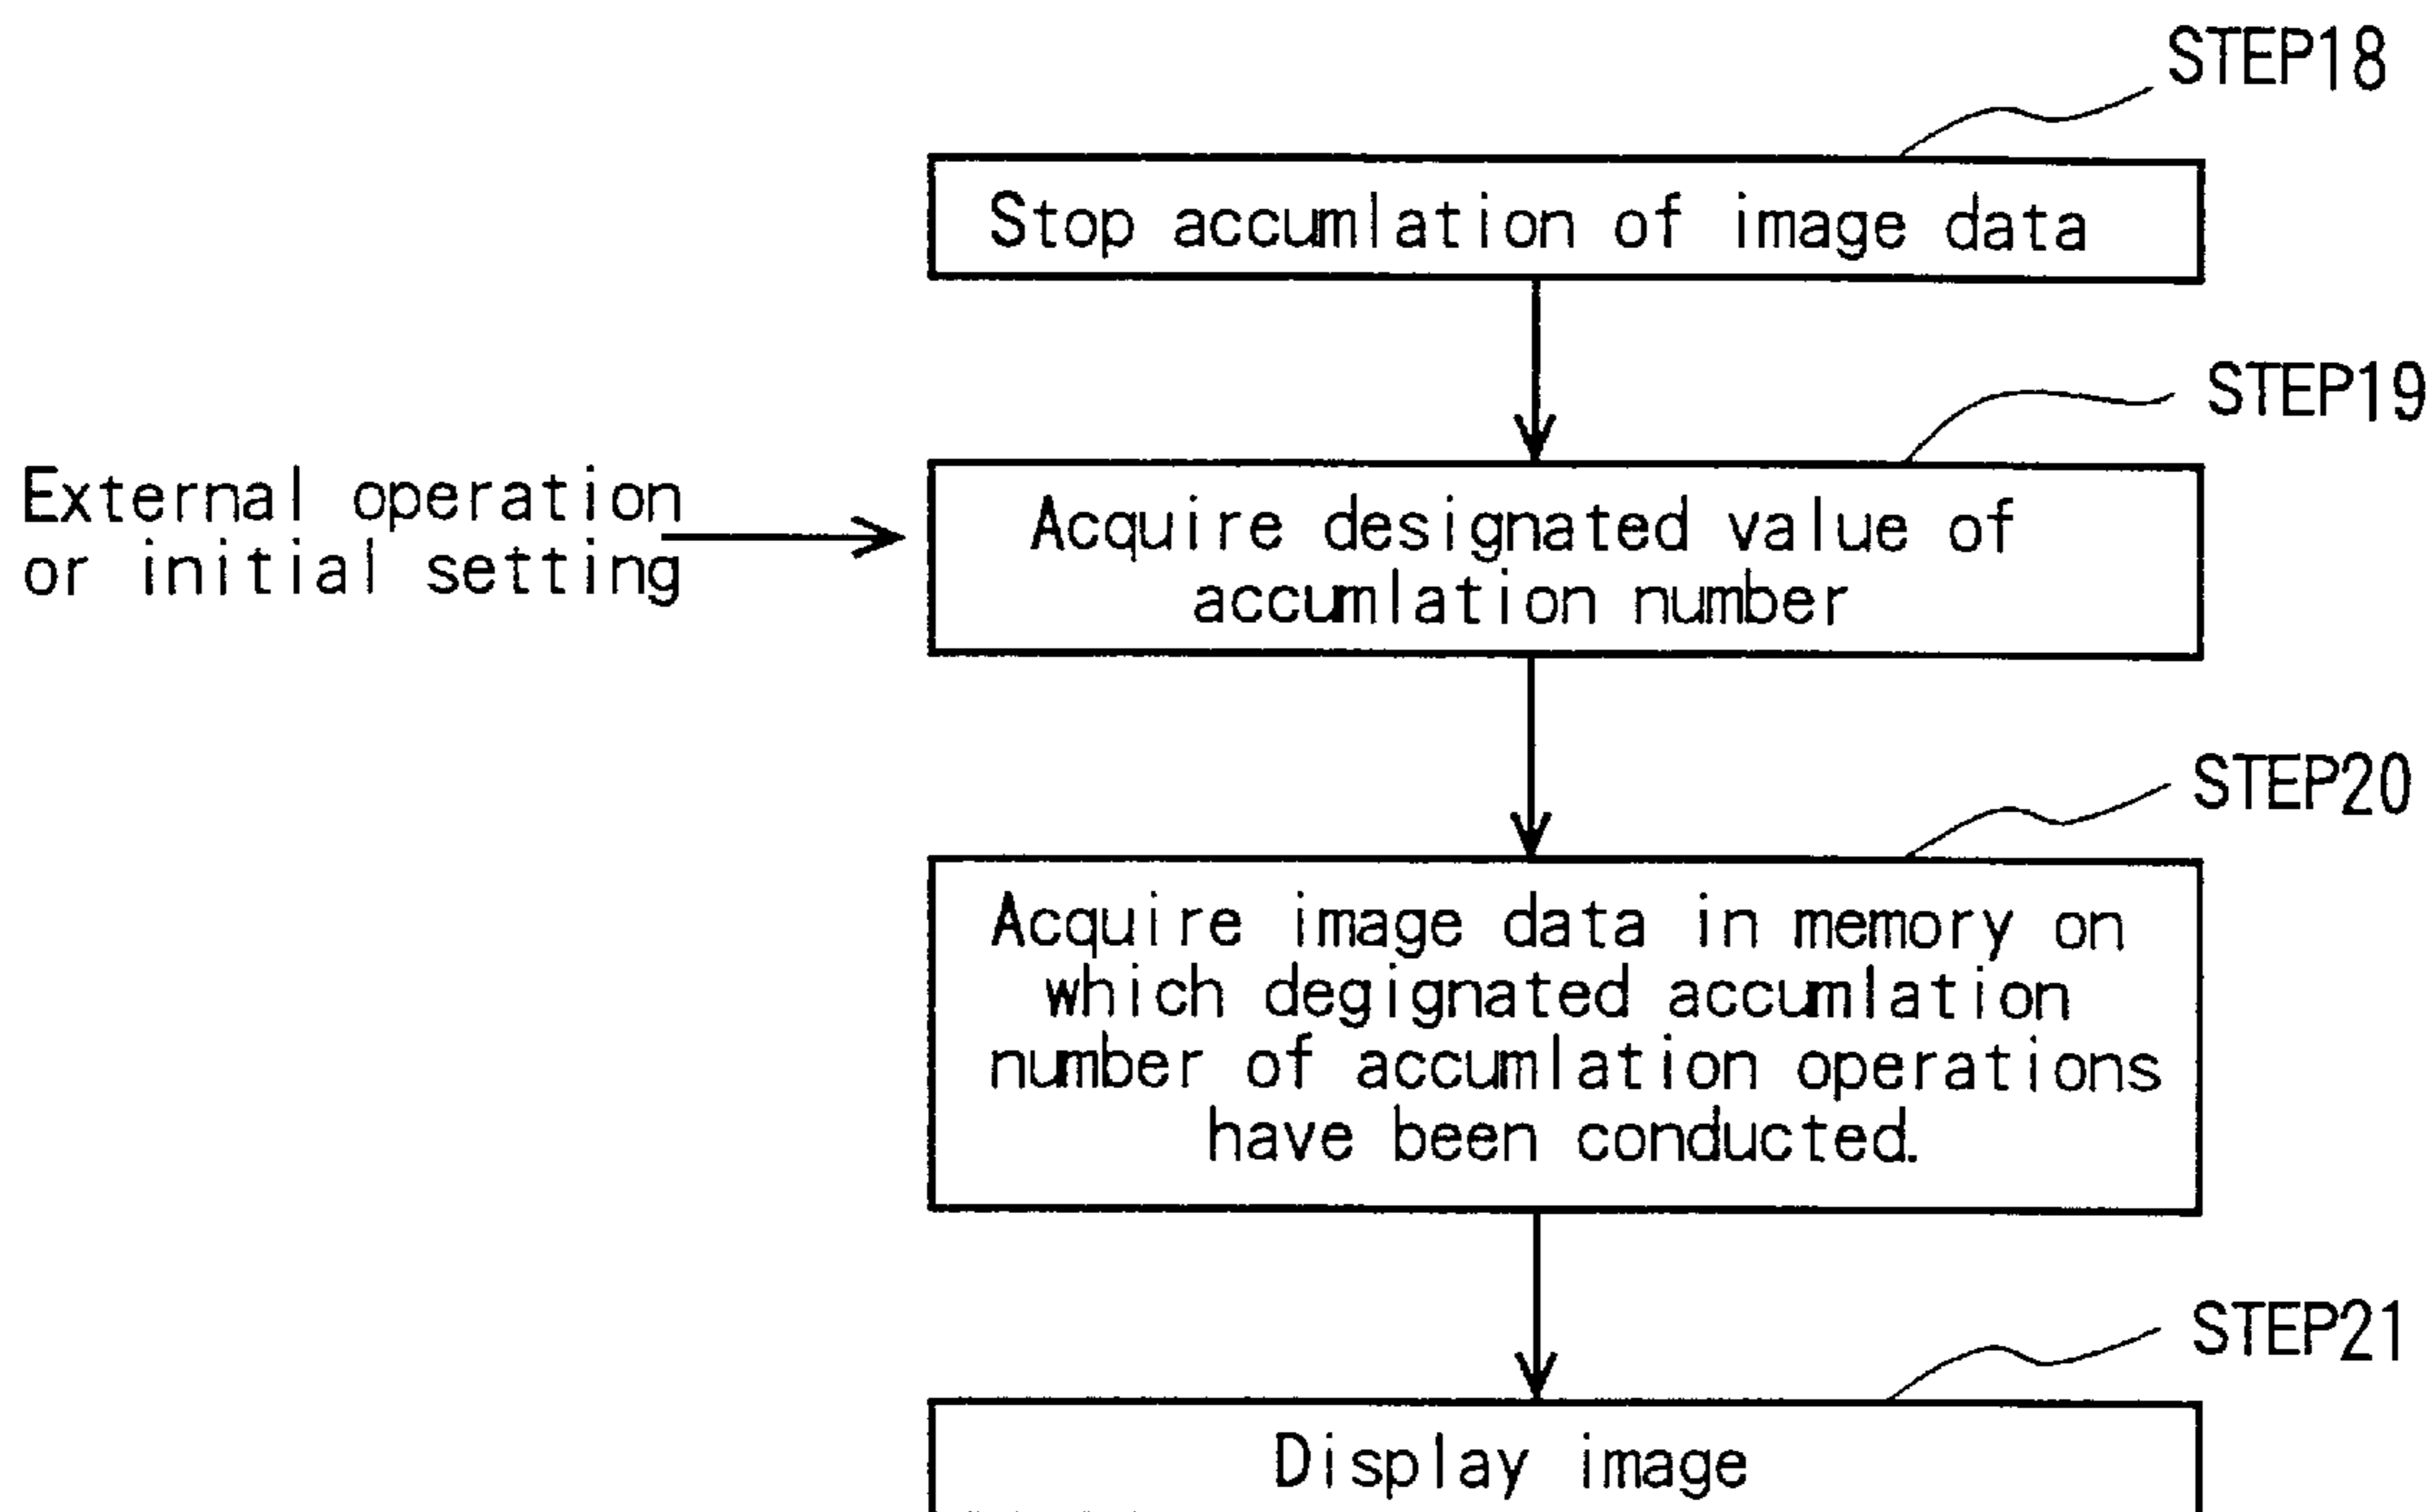 STEP18
Stop accumlation of image data
STEP19
External operation
or initial setting
Acquire designated value of
accumlation number
STEP20
Acquire image data in memory on
which degignated accumlation
number of accumlation operations
have been conducted.
STEP21
Display image